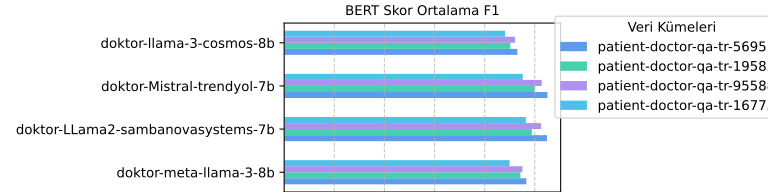 BERT Skor Ortalama F1
doktor-llama-3-cosmos-8b
doktor-Mistral-trendyol-7b
doktor-LLama2-sambanovasystems-7b
doktor-meta-llama-3-8b
Veri Kümeleri
patient-doctor-qa-tr-5695
patient-doctor-qa-tr-1958
patient-doctor-qa-tr-9558
patient-doctor-qa-tr-1677